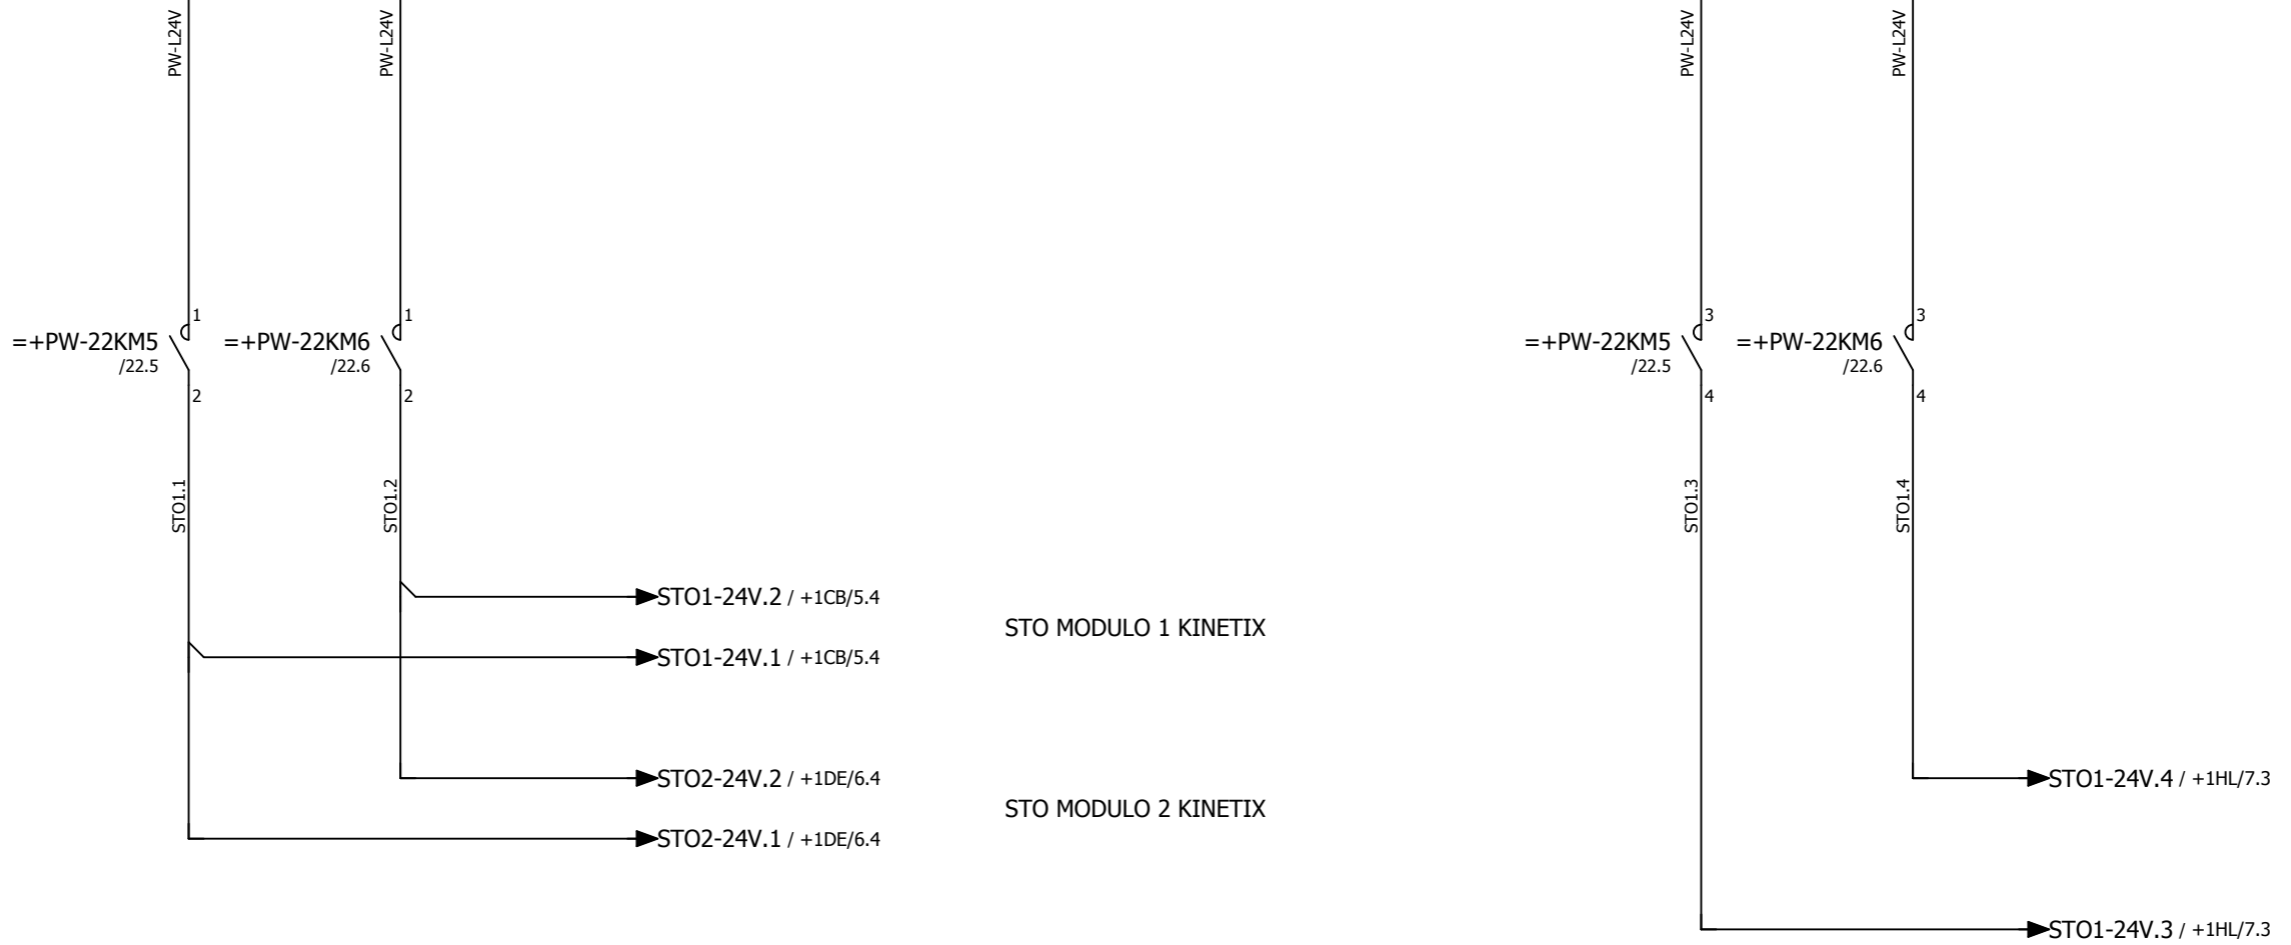 PW-L24V
PW-L24V
PW-L24V
PW-L24V
1
=+PW-22KM5
/22.5
2
1
=+PW-22KM6
/22.6
2
3
=+PW-22KM5
/22.5
4
3
=+PW-22KM6
/22.6
4
STO1.1
STO1.2
STO1.3
STO1.4
STO1-24V.2 / +1CB/5.4
STO MODULO 1 KINETIX
STO1-24V.1 / +1CB/5.4
STO2-24V.2 / +1DE/6.4
STO1-24V.4 / +1HL/7.3
STO MODULO 2 KINETIX
STO2-24V.1 / +1DE/6.4
STO1-24V.3 / +1HL/7.3